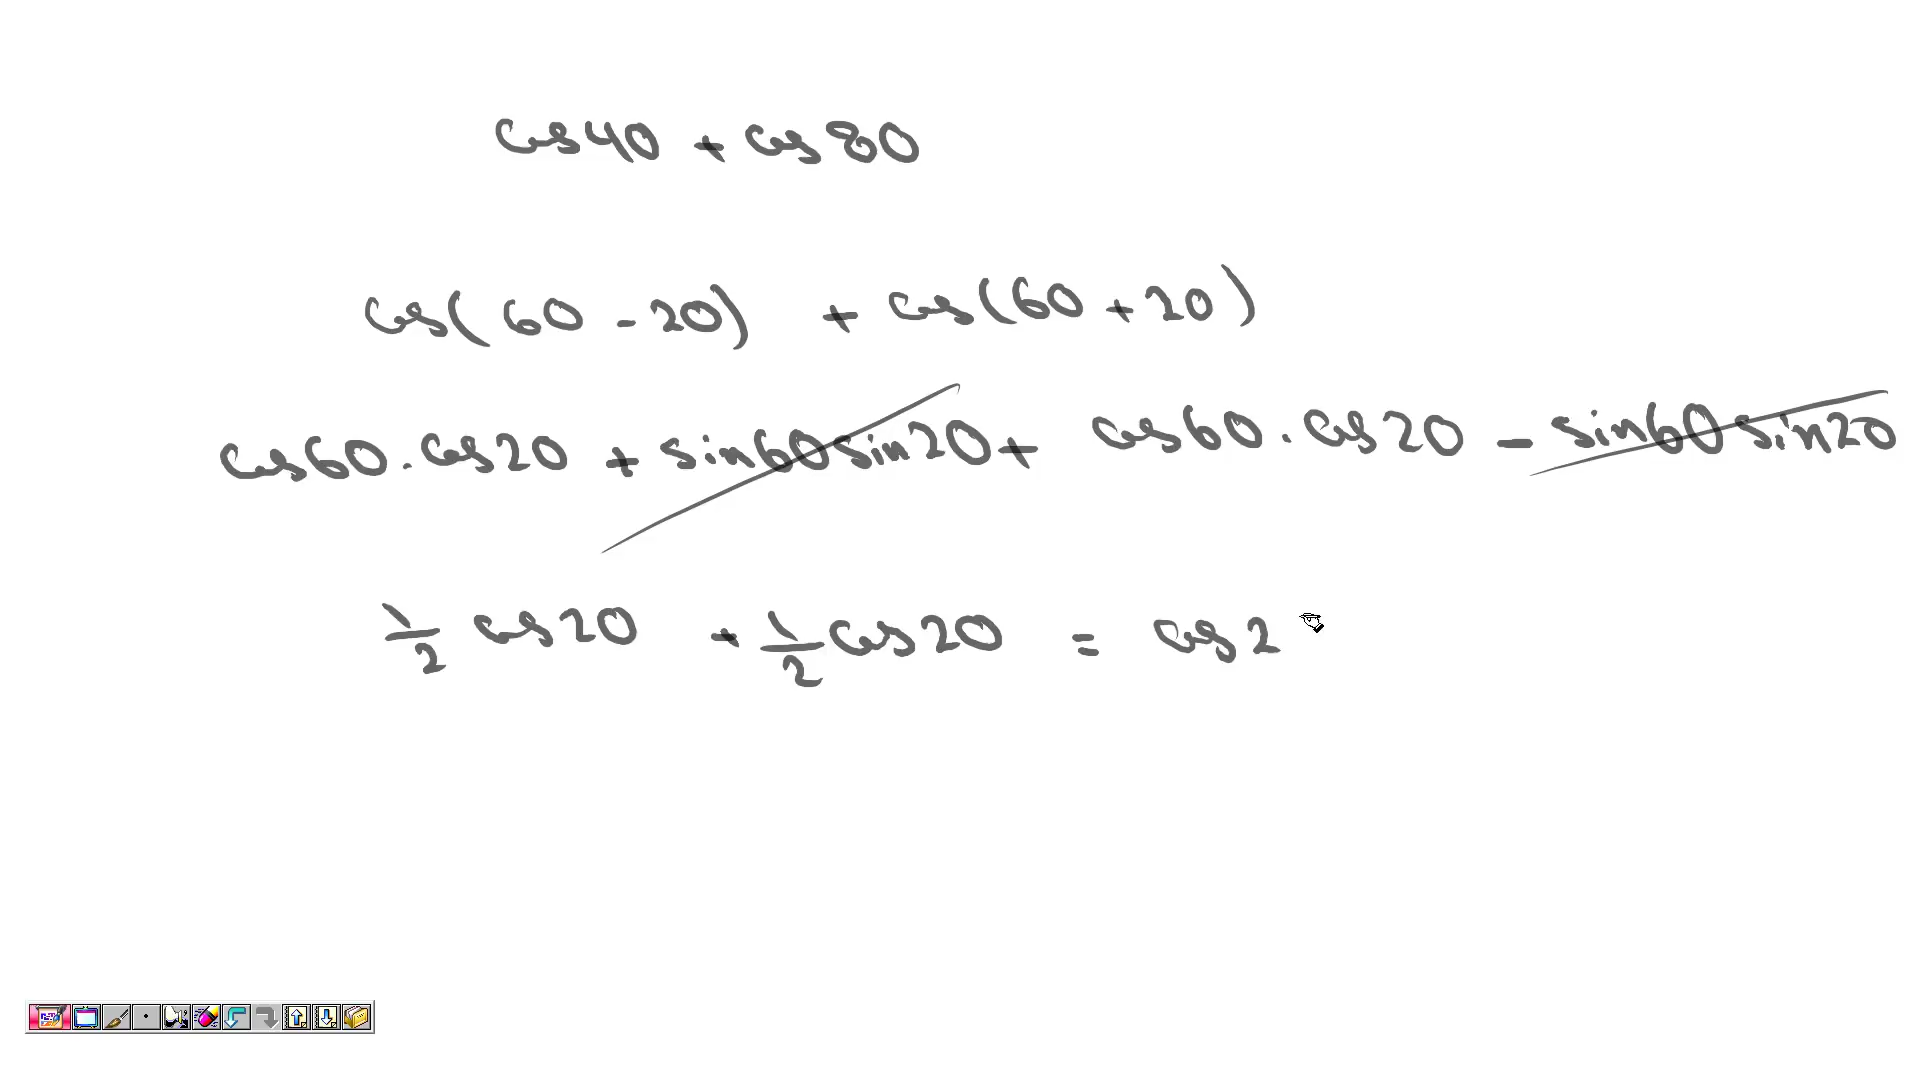 cos40 + cos80
cos(60 - 20) + cos(60 + 20)
cos60 . cos20 + sin60 sin20 + cos60 . cos20 - sin60 sin20
1/2 cos20 + 1/2 cos20 = cos2